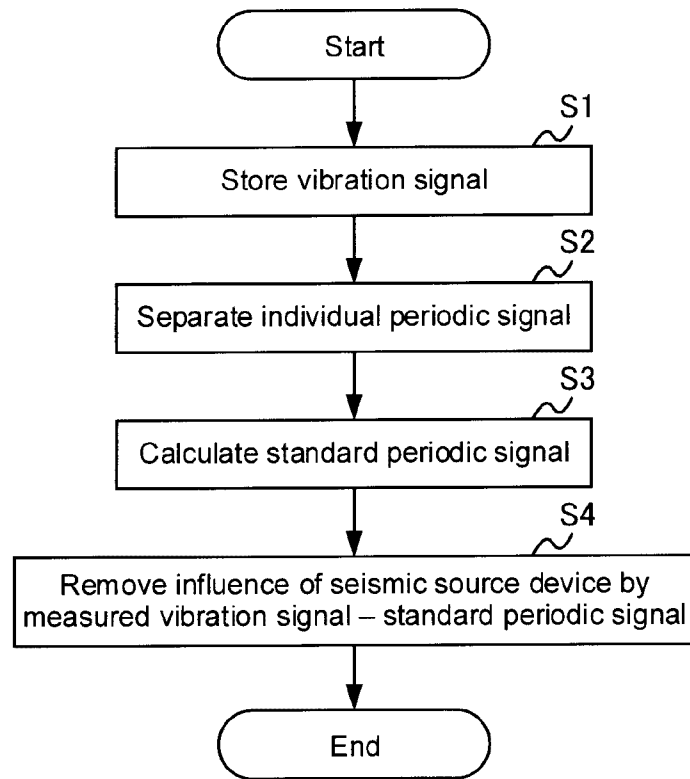 Start
S1
Store vibration signal
S2
Separate individual periodic signal
S3
Calculate standard periodic signal
S4
Remove influence of seismic source device by
measured vibration signal – standard periodic signal
End